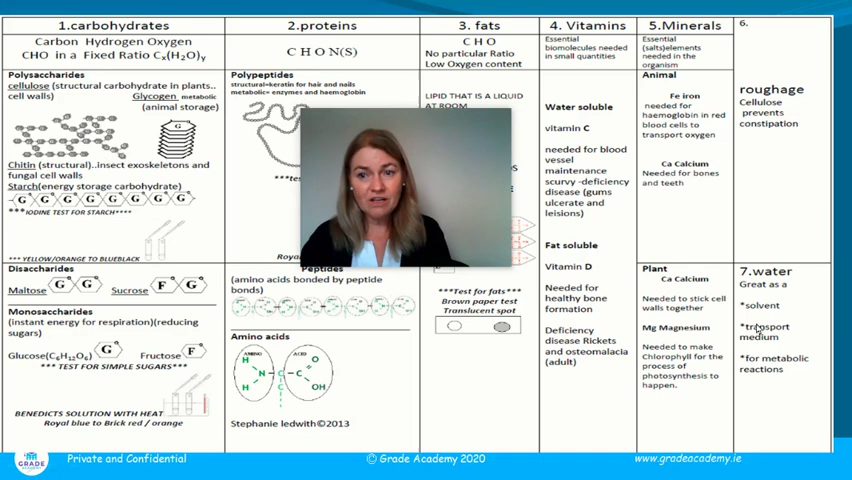 1.carbohydrates
Carbon Hydrogen Oxygen
CHO in a Fixed Ratio Cx(H2O)y
Polysaccharides
cellulose (structural carbohydrate in plants..
cell walls)
Glycogen metabolic
(animal storage)
G
Chitin (structural)..insect exoskeletons and
fungal cell walls
Starch(energy storage carbohydrate)
G G G G G G G G
***IODINE TEST FOR STARCH****
*** YELLOW/ORANGE TO BLUEBLACK
Disaccharides
Maltose G G Sucrose F G
Monosaccharides
(instant energy for respiration)(reducing
sugars)
Glucose(C6H12O6) G Fructose F
*** TEST FOR SIMPLE SUGARS***
BENEDICTS SOLUTION WITH HEAT
Royal blue to Brick red / orange
2.proteins
C H O N(S)
Polypeptides
structural=keratin for hair and nails
metabolic= enzymes and haemoglobin
Royal
Peptides
(amino acids bonded by peptide
bonds)
Amino acids
AMINO ACID
H O
N C C
H C OH
Stephanie ledwith©2013
3. fats
C H O
No particular Ratio
Low Oxygen content
LIPID THAT IS A LIQUID
AT ROOM
***Test for fats***
Brown paper test
Translucent spot
4. Vitamins
Essential
biomolecules needed
in small quantities
Water soluble
vitamin C
needed for blood
vessel
maintenance
scurvy -deficiency
disease (gums
ulcerate and
leisions)
Fat soluble
Vitamin D
Needed for
healthy bone
formation
Deficiency
disease Rickets
and osteomalacia
(adult)
5.Minerals
Essential
(salts)elements
needed in the
organism
Animal
Fe iron
needed for
haemoglobin in red
blood cells to
transport oxygen
Ca Calcium
Needed for bones
and teeth
Plant
Ca Calcium
Needed to stick cell
walls together
Mg Magnesium
Needed to make
Chlorophyll for the
process of
photosynthesis to
happen.
6.
roughage
Cellulose
prevents
constipation
7.water
Great as a
*solvent
*transport
medium
*for metabolic
reactions
GRADE
ACADEMY
Private and Confidential
© Grade Academy 2020
www.gradeacademy.ie